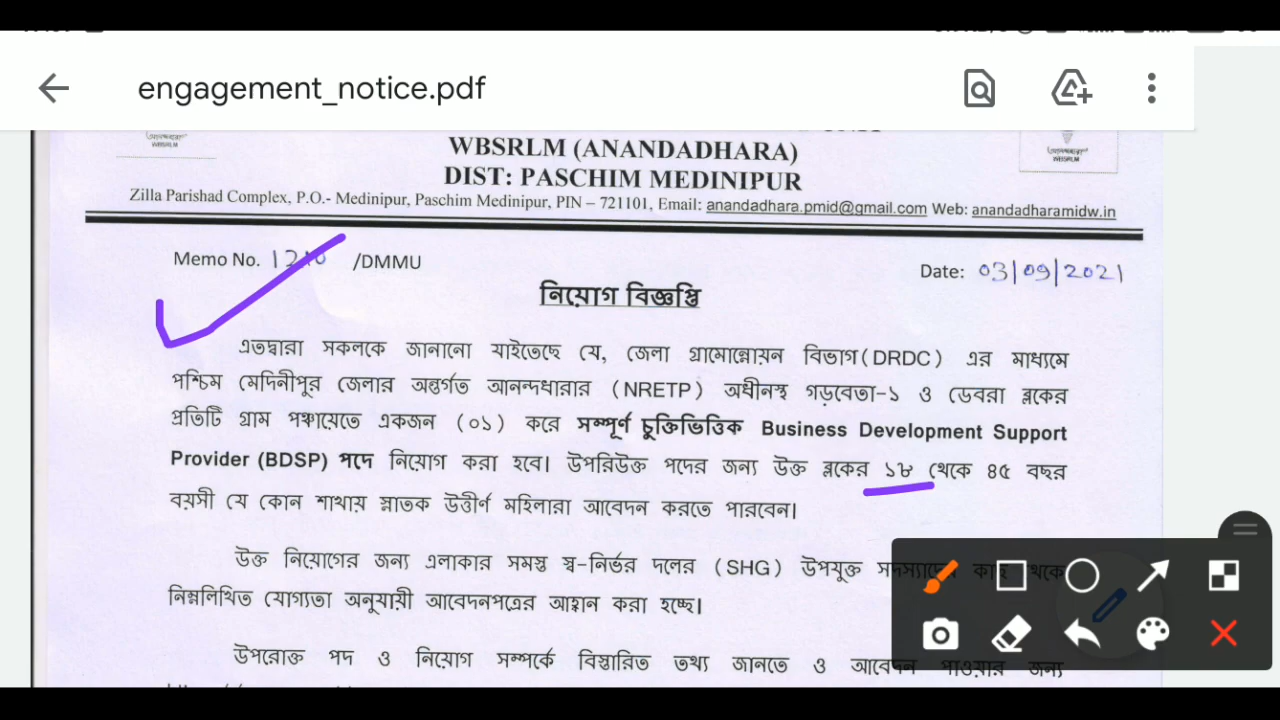 engagement_notice.pdf
WBSRLM (ANANDADHARA)
DIST: PASCHIM MEDINIPUR
Zilla Parishad Complex, P.O.- Medinipur, Paschim Medinipur, PIN – 721101, Email: anandadhara.pmid@gmail.com Web: anandadharamidw.in
Memo No. 1210 /DMMU
Date: 03/09/2021
নিয়োগ বিজ্ঞপ্তি
এতদ্বারা সকলকে জানানো যাইতেছে যে, জেলা গ্রামোন্নোয়ন বিভাগ(DRDC) এর মাধ্যমে
পশ্চিম মেদিনীপুর জেলার অন্তর্গত আনন্দধারার (NRETP) অধীনস্থ গড়বেতা-১ ও ডেবরা ব্লকের
প্রতিটি গ্রাম পঞ্চায়েতে একজন (০১) করে সম্পূর্ণ চুক্তিভিত্তিক Business Development Support
Provider (BDSP) পদে নিয়োগ করা হবে। উপরিউক্ত পদের জন্য উক্ত ব্লকের ১৮ থেকে ৪৫ বছর
বয়সী যে কোন শাখায় স্নাতক উত্তীর্ণ মহিলারা আবেদন করতে পারবেন।
উক্ত নিয়োগের জন্য এলাকার সমস্ত স্ব-নির্ভর দলের (SHG) উপযুক্ত সদস্যাদের কাছ থেকে
নিম্নলিখিত যোগ্যতা অনুযায়ী আবেদনপত্রের আহ্বান করা হচ্ছে।
উপরোক্ত পদ ও নিয়োগ সম্পর্কে বিস্তারিত তথ্য জানতে ও আবেদন পাওয়ার জন্য